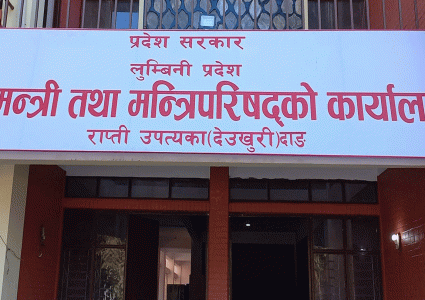 प्रदेश सरकार
लुम्बिनी प्रदेश
मन्त्री तथा मन्त्रिपरिषद्को कार्याल
राप्ती उपत्यका(देउखुरी)दाङ